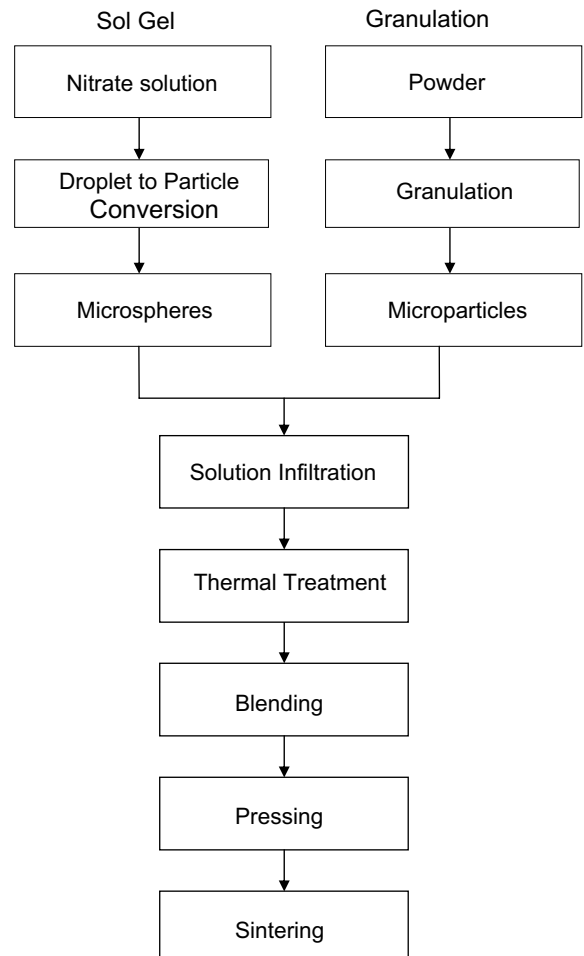 Sol Gel
Granulation
Nitrate solution
Powder
Droplet to Particle
Conversion
Granulation
Microspheres
Microparticles
Solution Infiltration
Thermal Treatment
Blending
Pressing
Sintering